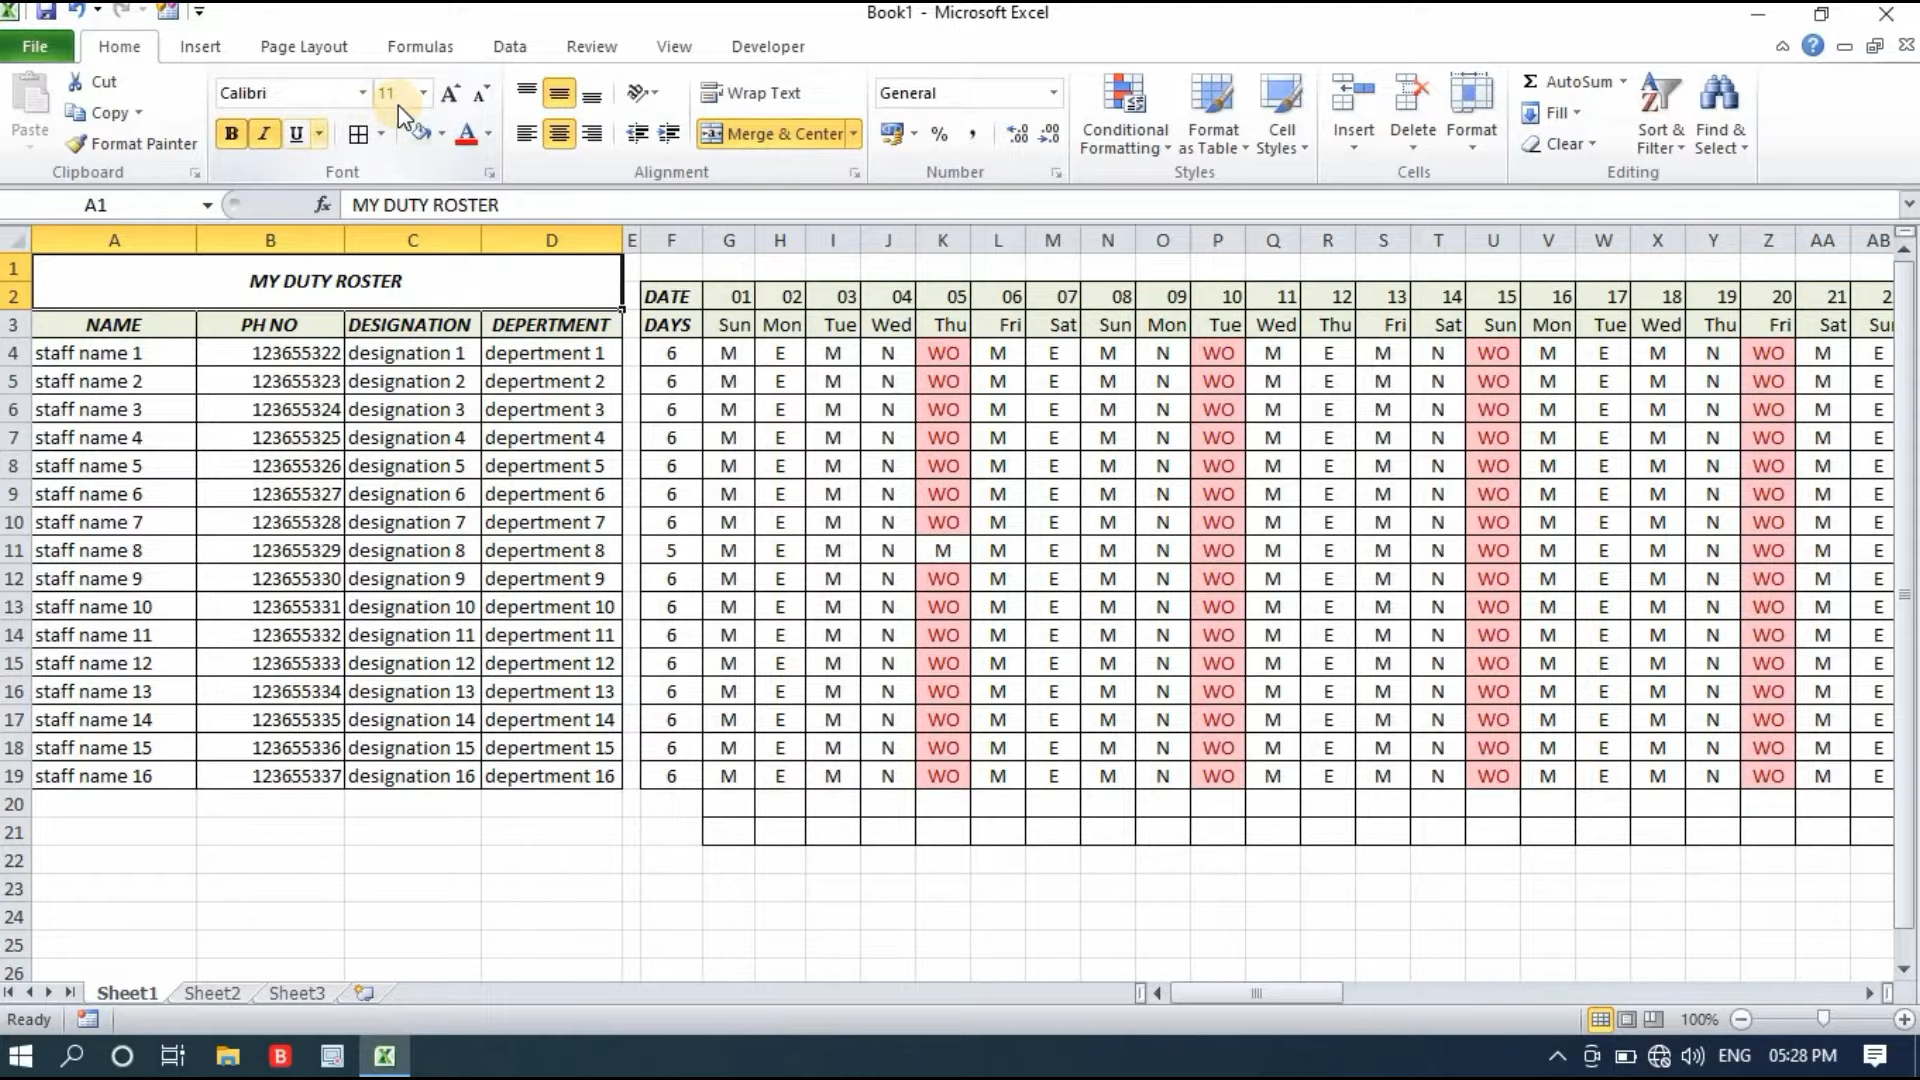 Book1 - Microsoft Excel
File Home Insert Page Layout Formulas Data Review View Developer
Paste Cut Copy Format Painter Clipboard
Calibri 11 A A B I U A Font
Wrap Text Merge & Center Alignment
General % , Number
Conditional Formatting Format as Table Cell Styles Styles
Insert Delete Format Cells
Σ AutoSum Fill Clear Sort & Filter Find & Select Editing
A1 fx MY DUTY ROSTER
A B C D E F G H I J K L M N O P Q R S T U V W X Y Z AA AB
1 MY DUTY ROSTER
2 DATE 01 02 03 04 05 06 07 08 09 10 11 12 13 14 15 16 17 18 19 20 21 2
3 NAME PH NO DESIGNATION DEPERTMENT DAYS Sun Mon Tue Wed Thu Fri Sat Sun Mon Tue Wed Thu Fri Sat Sun Mon Tue Wed Thu Fri Sat Su
4 staff name 1 123655322 designation 1 depertment 1 6 M E M N WO M E M N WO M E M N WO M E M N WO M E
5 staff name 2 123655323 designation 2 depertment 2 6 M E M N WO M E M N WO M E M N WO M E M N WO M E
6 staff name 3 123655324 designation 3 depertment 3 6 M E M N WO M E M N WO M E M N WO M E M N WO M E
7 staff name 4 123655325 designation 4 depertment 4 6 M E M N WO M E M N WO M E M N WO M E M N WO M E
8 staff name 5 123655326 designation 5 depertment 5 6 M E M N WO M E M N WO M E M N WO M E M N WO M E
9 staff name 6 123655327 designation 6 depertment 6 6 M E M N WO M E M N WO M E M N WO M E M N WO M E
10 staff name 7 123655328 designation 7 depertment 7 6 M E M N WO M E M N WO M E M N WO M E M N WO M E
11 staff name 8 123655329 designation 8 depertment 8 5 M E M N M M E M N WO M E M N WO M E M N WO M E
12 staff name 9 123655330 designation 9 depertment 9 6 M E M N WO M E M N WO M E M N WO M E M N WO M E
13 staff name 10 123655331 designation 10 depertment 10 6 M E M N WO M E M N WO M E M N WO M E M N WO M E
14 staff name 11 123655332 designation 11 depertment 11 6 M E M N WO M E M N WO M E M N WO M E M N WO M E
15 staff name 12 123655333 designation 12 depertment 12 6 M E M N WO M E M N WO M E M N WO M E M N WO M E
16 staff name 13 123655334 designation 13 depertment 13 6 M E M N WO M E M N WO M E M N WO M E M N WO M E
17 staff name 14 123655335 designation 14 depertment 14 6 M E M N WO M E M N WO M E M N WO M E M N WO M E
18 staff name 15 123655336 designation 15 depertment 15 6 M E M N WO M E M N WO M E M N WO M E M N WO M E
19 staff name 16 123655337 designation 16 depertment 16 6 M E M N WO M E M N WO M E M N WO M E M N WO M E
20
21
22
23
24
25
26
Sheet1 Sheet2 Sheet3
Ready 100%
B ENG 05:28 PM